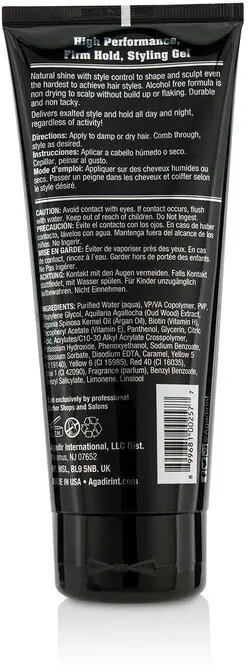 High Performance,
Firm Hold, Styling Gel
Natural shine with style control to shape and sculpt even
the hardest to achieve hair styles. Alcohol free formula is
non drying to scalp without build up or flaking. Durable
and non tacky.
Delivers exalted style and hold all day and night,
regardless of activity!
Directions: Apply to damp or dry hair. Comb through,
style as desired.
Instrucciones: Aplicar a cabello húmedo o seco.
Cepillar, peinar al gusto.
Mode d'emploi: Appliquer sur des cheveux humides ou
secs. Passer un peigne dans les cheveux et coiffer selon
le style désiré.
CAUTION: Avoid contact with eyes. If contact occurs, flush
with water. Keep out of reach of children. Do Not Ingest.
PRECAUCIÓN: Evite el contacto con los ojos. En caso de haber
contacto, lávelos con agua. Mantenga fuera del alcance de los
niños. No Ingerir.
MISE EN GARDE: Éviter de vaporiser près des yeux. En cas de
contact, rincez à l'eau. Garder hors de portée des enfants.
Ne Pas Ingérer.
ACHTUNG: Kontakt mit den Augen vermeiden. Falls Kontakt
stattfindet, mit Wasser spülen. Für Kinder unzugänglich
aufbewahren. Nicht Einnehmen.
INGREDIENTS: Purified Water (aqua), VP/VA Copolymer, PVP,
Propylene Glycol, Aquilaria Agallocha (Oud Wood) Extract,
Argania Spinosa Kernel Oil (Argan Oil), Biotin (Vitamin H),
Tocopheryl Acetate (Vitamin E), Panthenol, Glycerin, Citric
Acid, Acrylates/C10-30 Alkyl Acrylate Crosspolymer,
Potassium Hydroxide, Phenoxyethanol, Sodium Benzoate,
Potassium Sorbate, Disodium EDTA, Caramel, Yellow 5
19140), Yellow 6 (CI 15985), Red 40 (CI 16035),
(CI 42090), Fragrance (parfum), Benzyl Benzoate,
Benzyl Salicylate, Limonene, Linalool
exclusively by professional
Barber Shops and Salons
Agadir International, LLC Dist.
Paramus, NJ 07652
WSL, BL9 5NB. UK
Made in USA • Agadirint.com
8 99681 00257 7